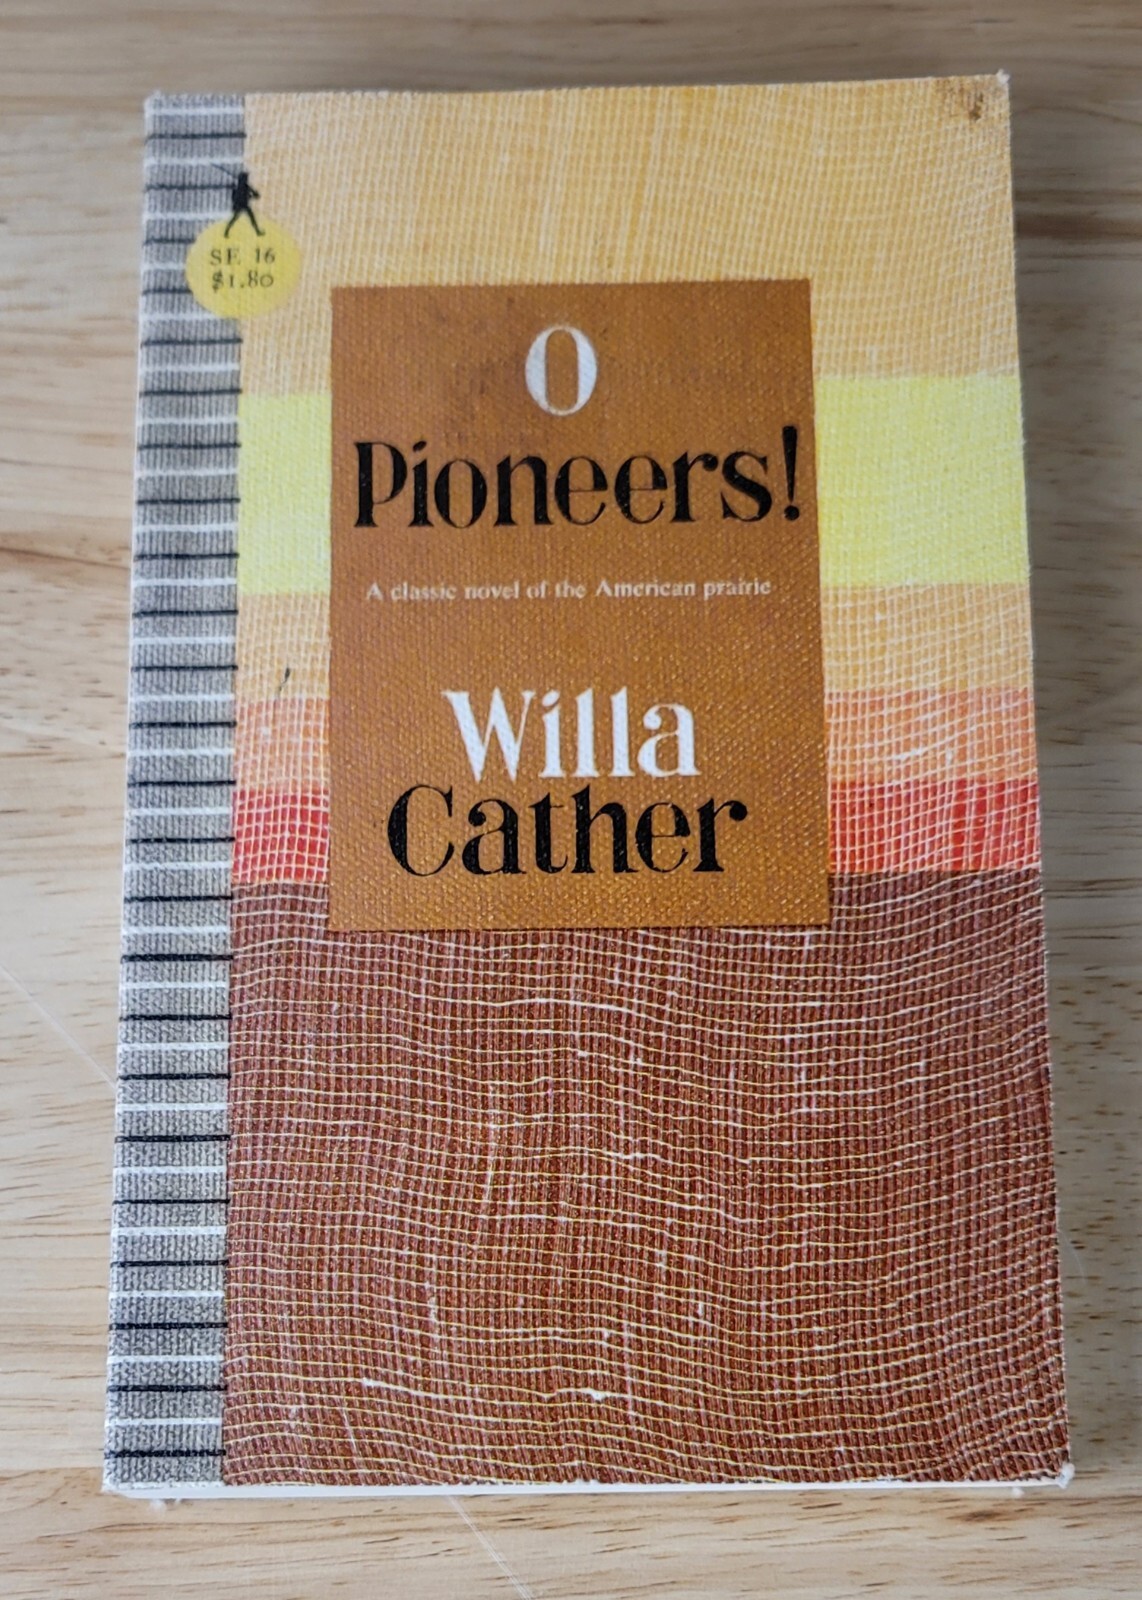 SE 16
$1.80
O
Pioneers!
A classic novel of the American prairie
Willa
Cather